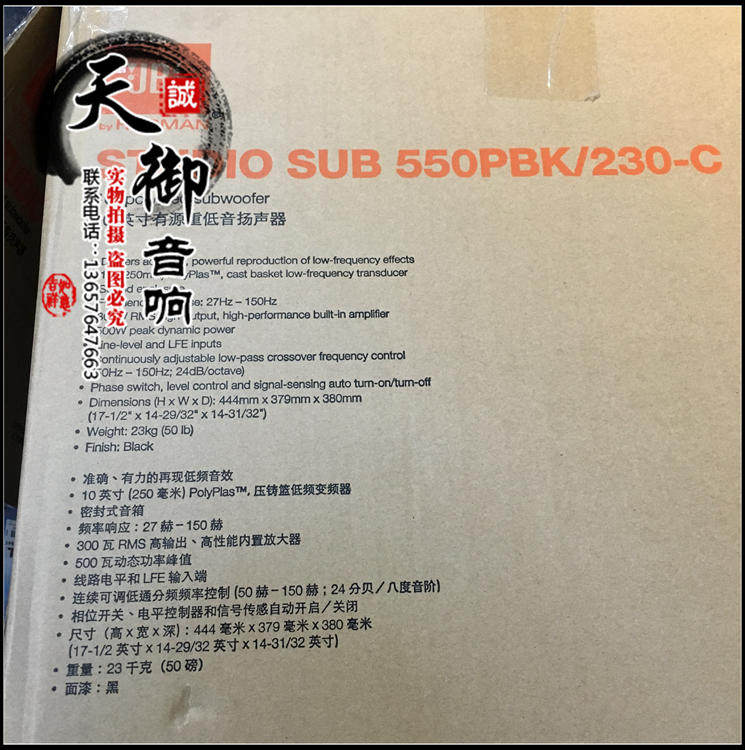 天御音响
誠
联系电话：13657647663
实物拍摄 盗图必究
by HARMAN
STUDIO SUB 550PBK/230-C
subwoofer
英寸有源重低音扬声器
powerful reproduction of low-frequency effects
250m PolyPlas™, cast basket low-frequency transducer
27Hz – 150Hz
RMS output, high-performance built-in amplifier
500W peak dynamic power
Line-level and LFE inputs
Continuously adjustable low-pass crossover frequency control
(50Hz – 150Hz; 24dB/octave)
• Phase switch, level control and signal-sensing auto turn-on/turn-off
• Dimensions (H x W x D): 444mm x 379mm x 380mm
(17-1/2" x 14-29/32" x 14-31/32")
• Weight: 23kg (50 lb)
• Finish: Black
• 准确、有力的再现低频音效
• 10 英寸 (250 毫米) PolyPlas™, 压铸篮低频变频器
• 密封式音箱
• 频率响应：27 赫 – 150 赫
• 300 瓦 RMS 高输出、高性能内置放大器
• 500 瓦动态功率峰值
• 线路电平和 LFE 输入端
• 连续可调低通分频频率控制 (50 赫 – 150 赫；24 分贝／八度音阶)
• 相位开关、电平控制器和信号传感自动开启／关闭
• 尺寸（高 x 宽 x 深）: 444 毫米 x 379 毫米 x 380 毫米
(17-1/2 英寸 x 14-29/32 英寸 x 14-31/32 英寸)
• 重量：23 千克（50 磅）
• 面漆：黑